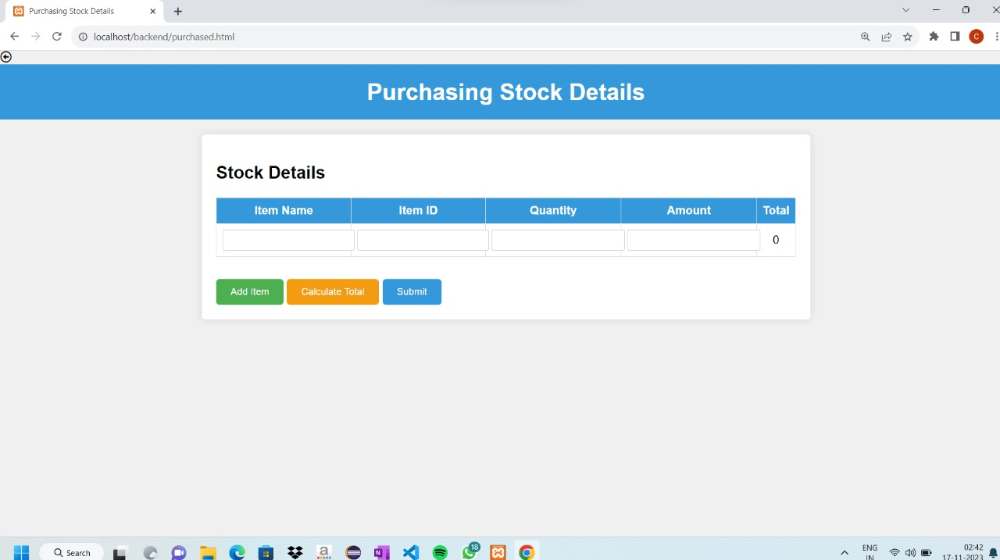 Purchasing Stock Details
localhost/backend/purchased.html
C
Purchasing Stock Details
Stock Details
Item Name Item ID Quantity Amount Total
0
Add Item Calculate Total Submit
Search
a
N
18
ENG
IN
02:42
17-11-2023